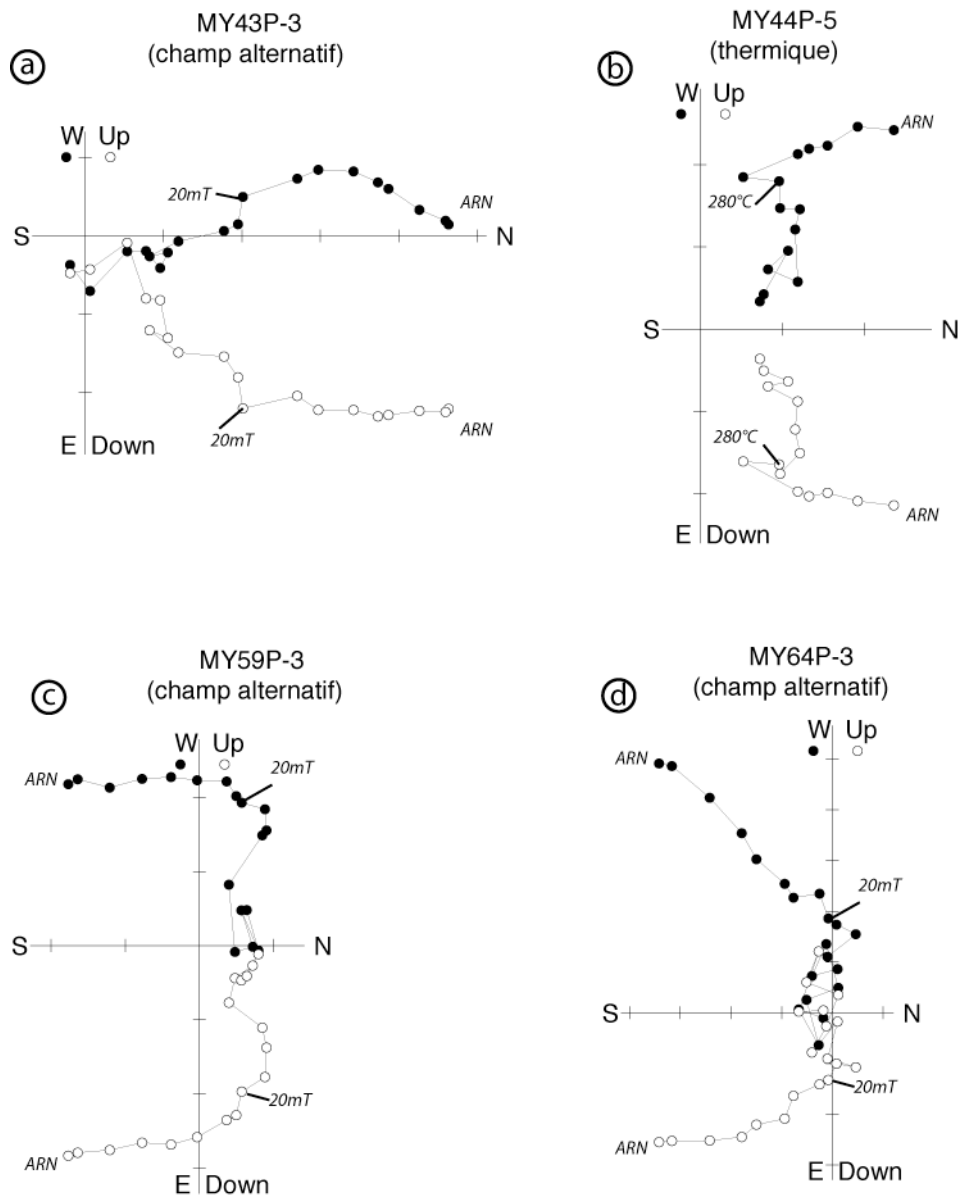 a
MY43P-3
(champ alternatif)
W Up
20mT
ARN
S N
20mT
ARN
E Down
b
MY44P-5
(thermique)
W Up
ARN
280°C
S N
280°C
ARN
E Down
c
MY59P-3
(champ alternatif)
W Up
ARN
20mT
S N
20mT
ARN
E Down
d
MY64P-3
(champ alternatif)
W Up
ARN
20mT
S N
20mT
ARN
E Down